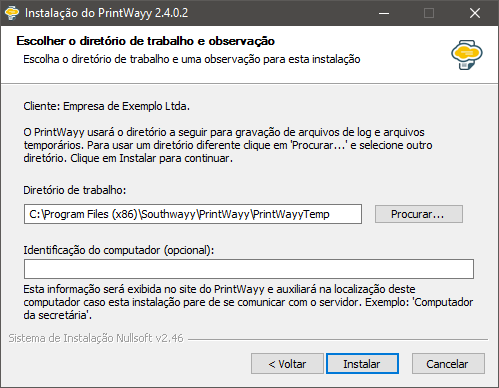 Instalação do PrintWayy 2.4.0.2
Escolher o diretório de trabalho e observação
Escolha o diretório de trabalho e uma observação para esta instalação
Cliente: Empresa de Exemplo Ltda.
O PrintWayy usará o diretório a seguir para gravação de arquivos de log e arquivos
temporários. Para usar um diretório diferente clique em 'Procurar...' e selecione outro
diretório. Clique em Instalar para continuar.
Diretório de trabalho:
C:\Program Files (x86)\Southwayy\PrintWayy\PrintWayyTemp
Procurar...
Identificação do computador (opcional):
Esta informação será exibida no site do PrintWayy e auxiliará na localização deste
computador caso esta instalação pare de se comunicar com o servidor. Exemplo: 'Computador
da secretária'.
Sistema de Instalação Nullsoft v2.46
< Voltar
Instalar
Cancelar